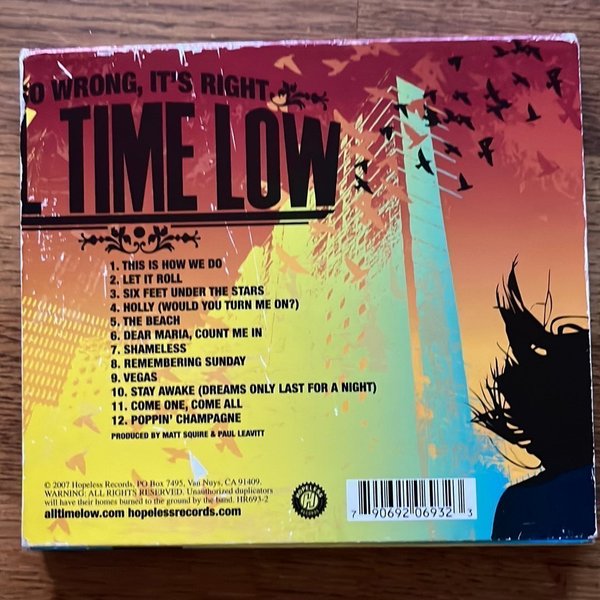 O WRONG, IT'S RIGHT
L TIME LOW
1. THIS IS HOW WE DO
2. LET IT ROLL
3. SIX FEET UNDER THE STARS
4. HOLLY (WOULD YOU TURN ME ON?)
5. THE BEACH
6. DEAR MARIA, COUNT ME IN
7. SHAMELESS
8. REMEMBERING SUNDAY
9. VEGAS
10. STAY AWAKE (DREAMS ONLY LAST FOR A NIGHT)
11. COME ONE, COME ALL
12. POPPIN' CHAMPAGNE
PRODUCED BY MATT SQUIRE & PAUL LEAVITT
© 2007 Hopeless Records, PO Box 7495, Van Nuys, CA 91409.
WARNING: ALL RIGHTS RESERVED. Unauthorized duplicators
will have their homes burned to the ground by the band. HR693-2
alltimelow.com hopelessrecords.com
7 90692 06932 3